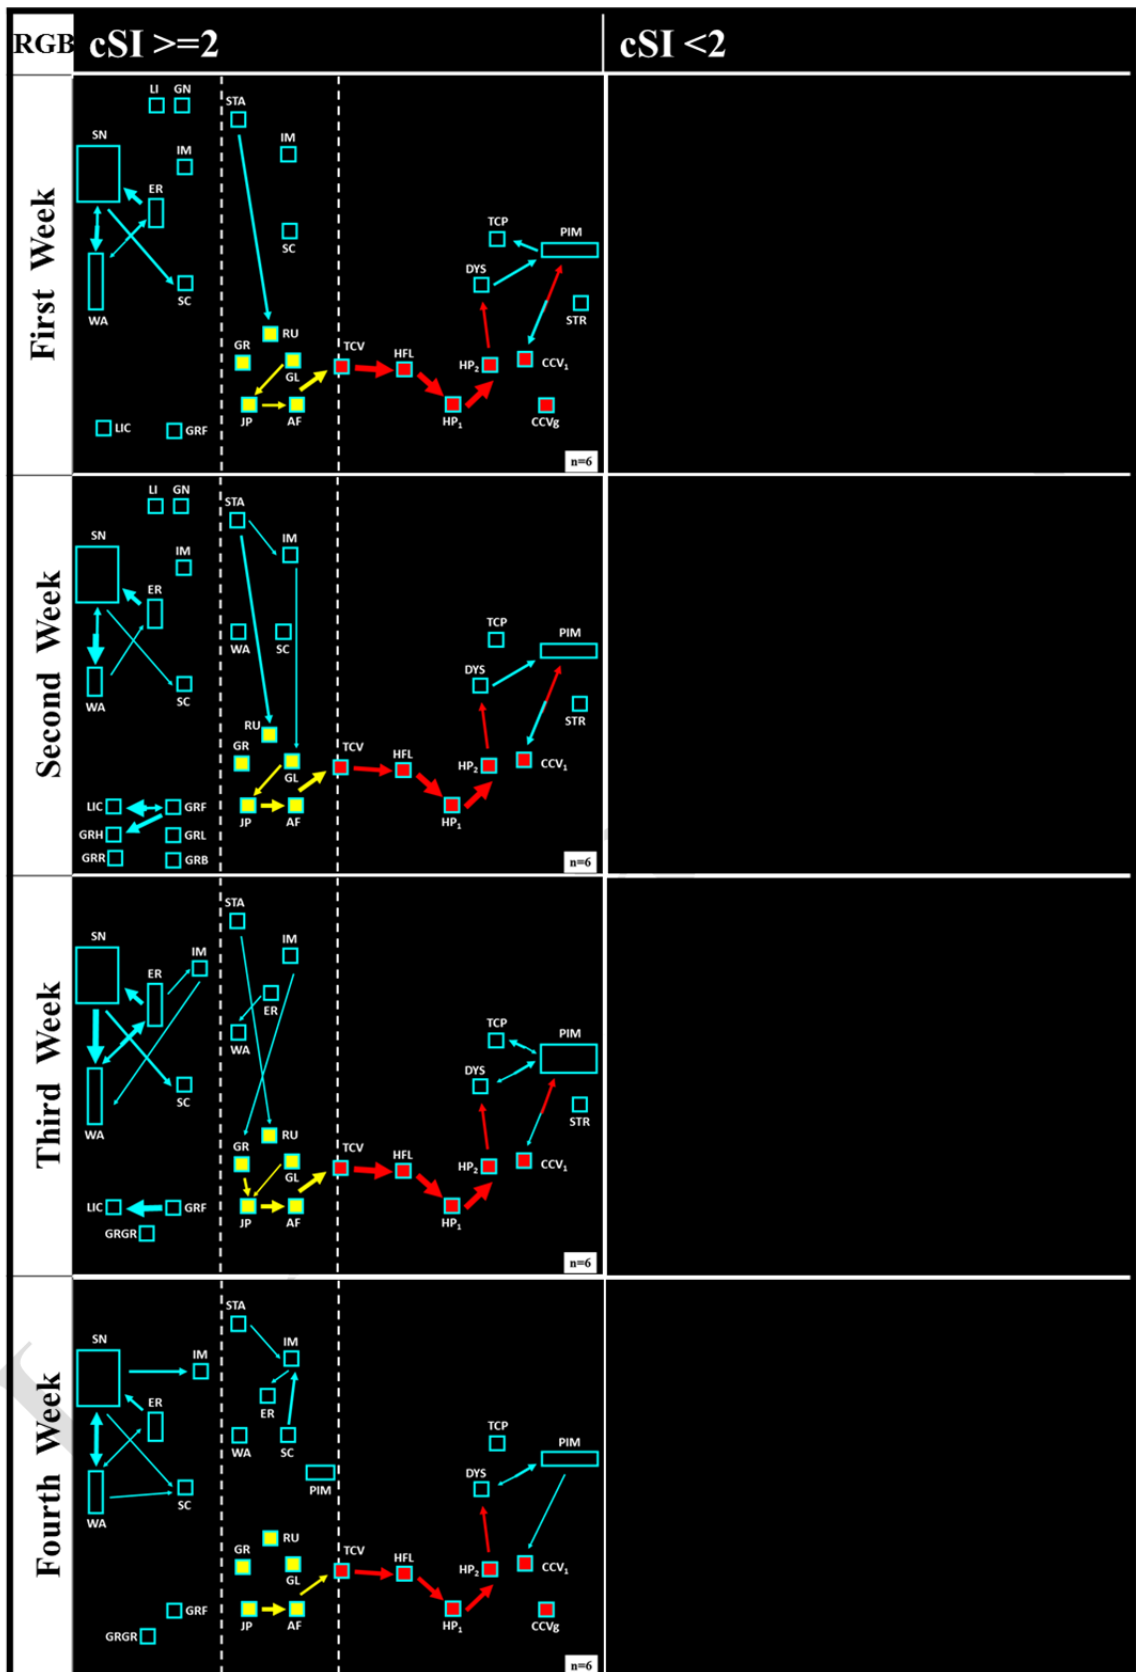 RGB cSI >=2 cSI <2
First Week
LI GN
STA
SN
IM
IM
ER
TCP
PIM
SC
DYS
SC
WA
STR
RU
GR
TCV
HFL
HP2
CCV1
GL
JP
AF
HP1
CCVg
LIC
GRF
n=6
Second Week
LI GN
STA
SN
IM
IM
ER
TCP
PIM
WA SC
DYS
SC
WA
STR
RU
GR
TCV
HFL
HP2
CCV1
GL
LIC GRF
JP AF
HP1
GRH GRL
GRR GRB
n=6
Third Week
STA
SN
IM
IM
ER
ER
TCP
PIM
WA
DYS
SC
WA
STR
RU
GR
TCV
HFL
HP2
CCV1
GL
LIC GRF
JP AF
HP1
GRGR
n=6
Fourth Week
STA
SN
IM
IM
ER
ER
TCP
PIM
WA SC
DYS
SC
PIM
WA
RU
GR
TCV
HFL
HP2
CCV1
GL
GRF
JP AF
HP1
CCVg
GRGR
n=6